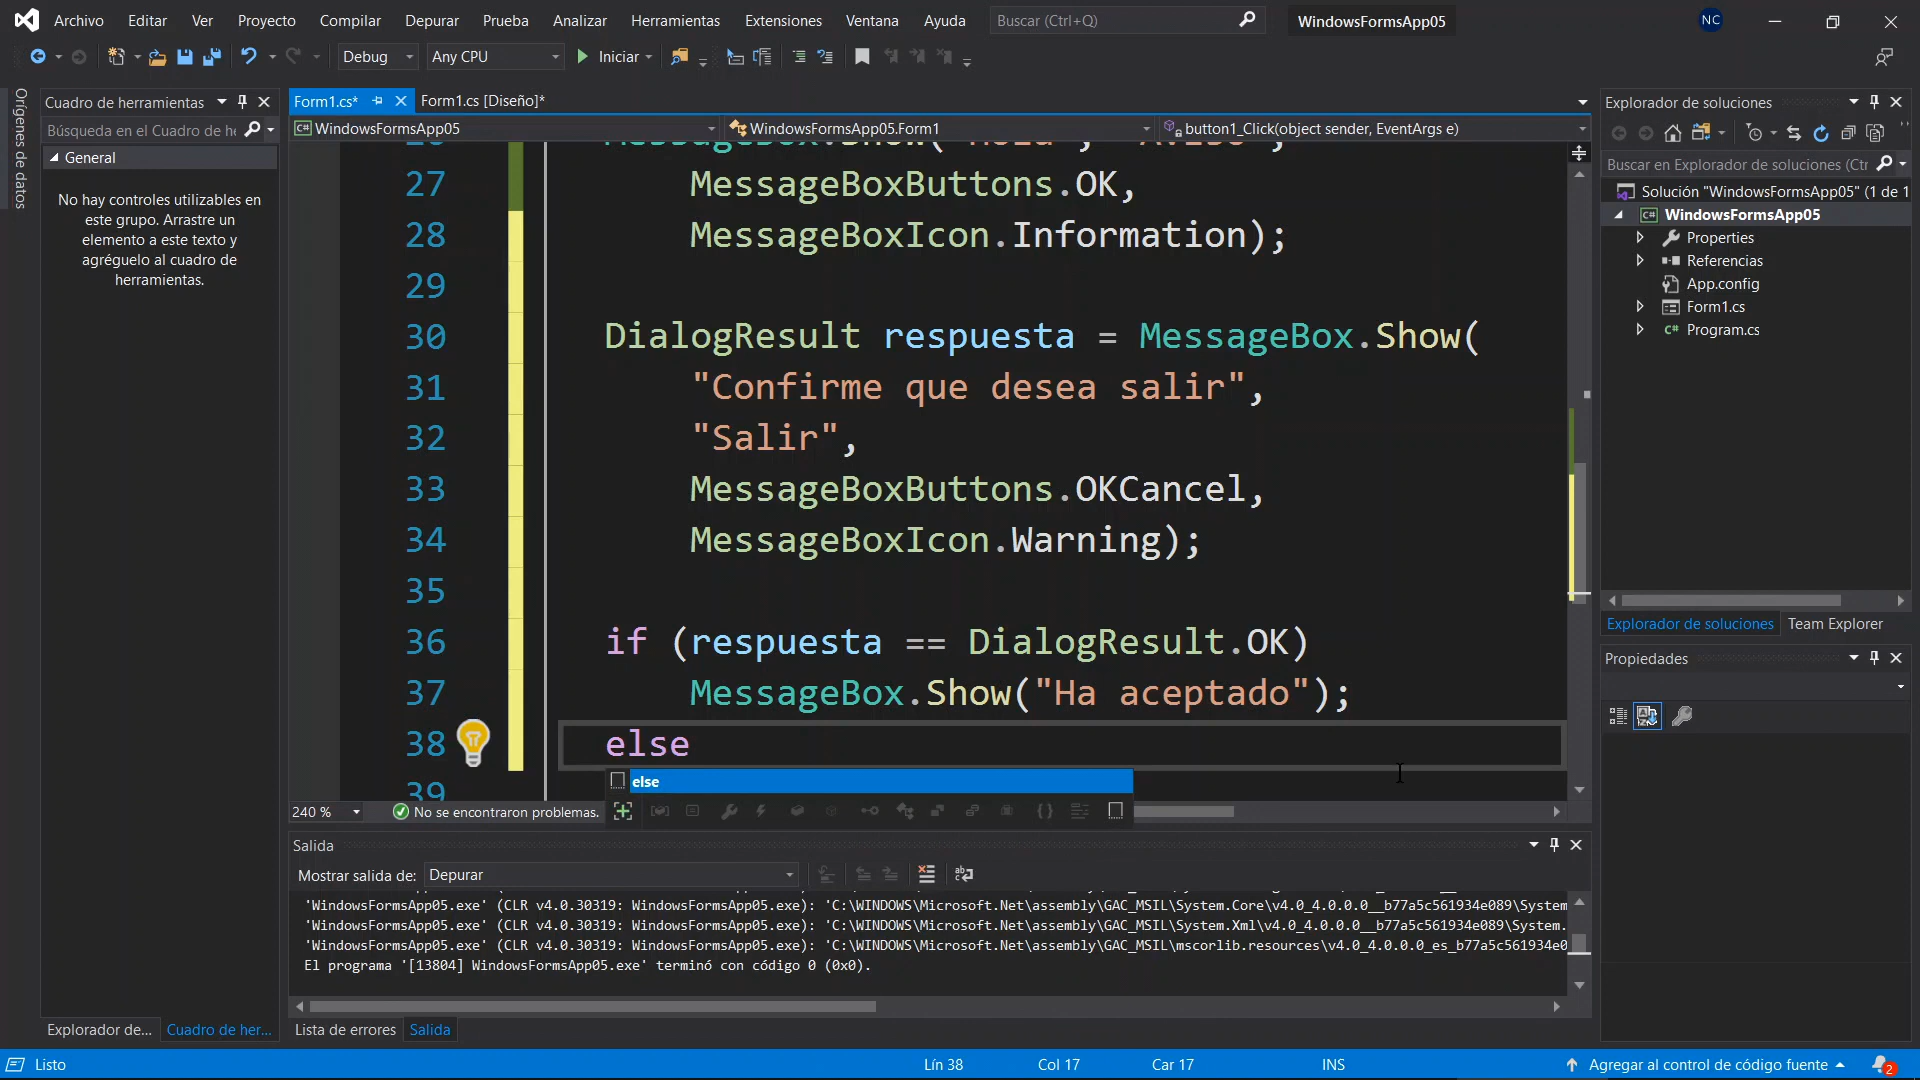 Archivo Editar Ver Proyecto Compilar Depurar Prueba Analizar Herramientas Extensiones Ventana Ayuda Buscar (Ctrl+Q) WindowsFormsApp05 NC
Debug Any CPU Iniciar
Orígenes de datos
Cuadro de herramientas
Búsqueda en el Cuadro de he
General
No hay controles utilizables en
este grupo. Arrastre un
elemento a este texto y
agréguelo al cuadro de
herramientas.
Explorador de... Cuadro de her...
Form1.cs* Form1.cs [Diseño]*
WindowsFormsApp05 WindowsFormsApp05.Form1 button1_Click(object sender, EventArgs e)
27 MessageBoxButtons.OK,
28 MessageBoxIcon.Information);
29
30 DialogResult respuesta = MessageBox.Show(
31 "Confirme que desea salir",
32 "Salir",
33 MessageBoxButtons.OKCancel,
34 MessageBoxIcon.Warning);
35
36 if (respuesta == DialogResult.OK)
37 MessageBox.Show("Ha aceptado");
38 else
39
else
240 % No se encontraron problemas.
Salida
Mostrar salida de: Depurar
'WindowsFormsApp05.exe' (CLR v4.0.30319: WindowsFormsApp05.exe): 'C:\WINDOWS\Microsoft.Net\assembly\GAC_MSIL\System.Core\v4.0_4.0.0.0__b77a5c561934e089\System
'WindowsFormsApp05.exe' (CLR v4.0.30319: WindowsFormsApp05.exe): 'C:\WINDOWS\Microsoft.Net\assembly\GAC_MSIL\System.Xml\v4.0_4.0.0.0__b77a5c561934e089\System.
'WindowsFormsApp05.exe' (CLR v4.0.30319: WindowsFormsApp05.exe): 'C:\WINDOWS\Microsoft.Net\assembly\GAC_MSIL\mscorlib.resources\v4.0_4.0.0.0_es_b77a5c561934e0
El programa '[13804] WindowsFormsApp05.exe' terminó con código 0 (0x0).
Lista de errores Salida
Explorador de soluciones
Buscar en Explorador de soluciones (Ctr
Solución "WindowsFormsApp05" (1 de 1
WindowsFormsApp05
Properties
Referencias
App.config
Form1.cs
Program.cs
Explorador de soluciones Team Explorer
Propiedades
Listo Lín 38 Col 17 Car 17 INS Agregar al control de código fuente 2